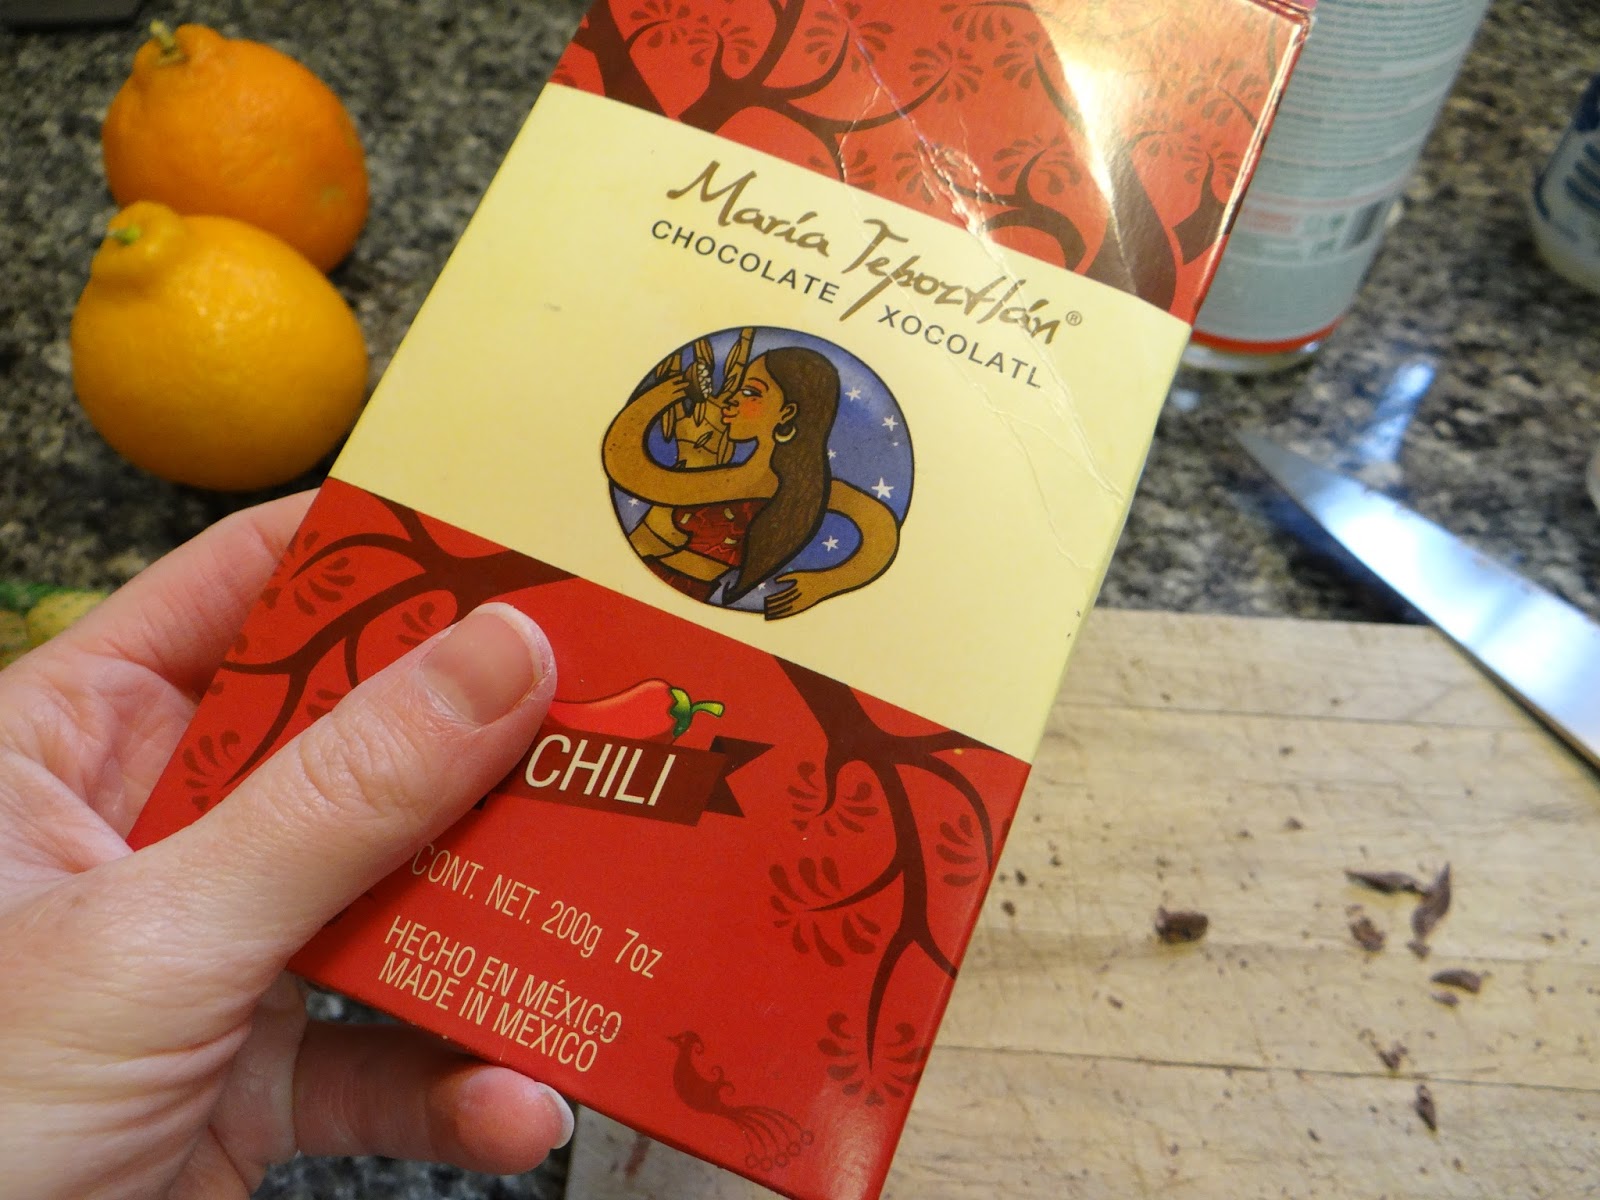 María Tepoztlán®
CHOCOLATE XOCOLATL
CHILI
CONT. NET. 200g 7oz
HECHO EN MÉXICO
MADE IN MEXICO